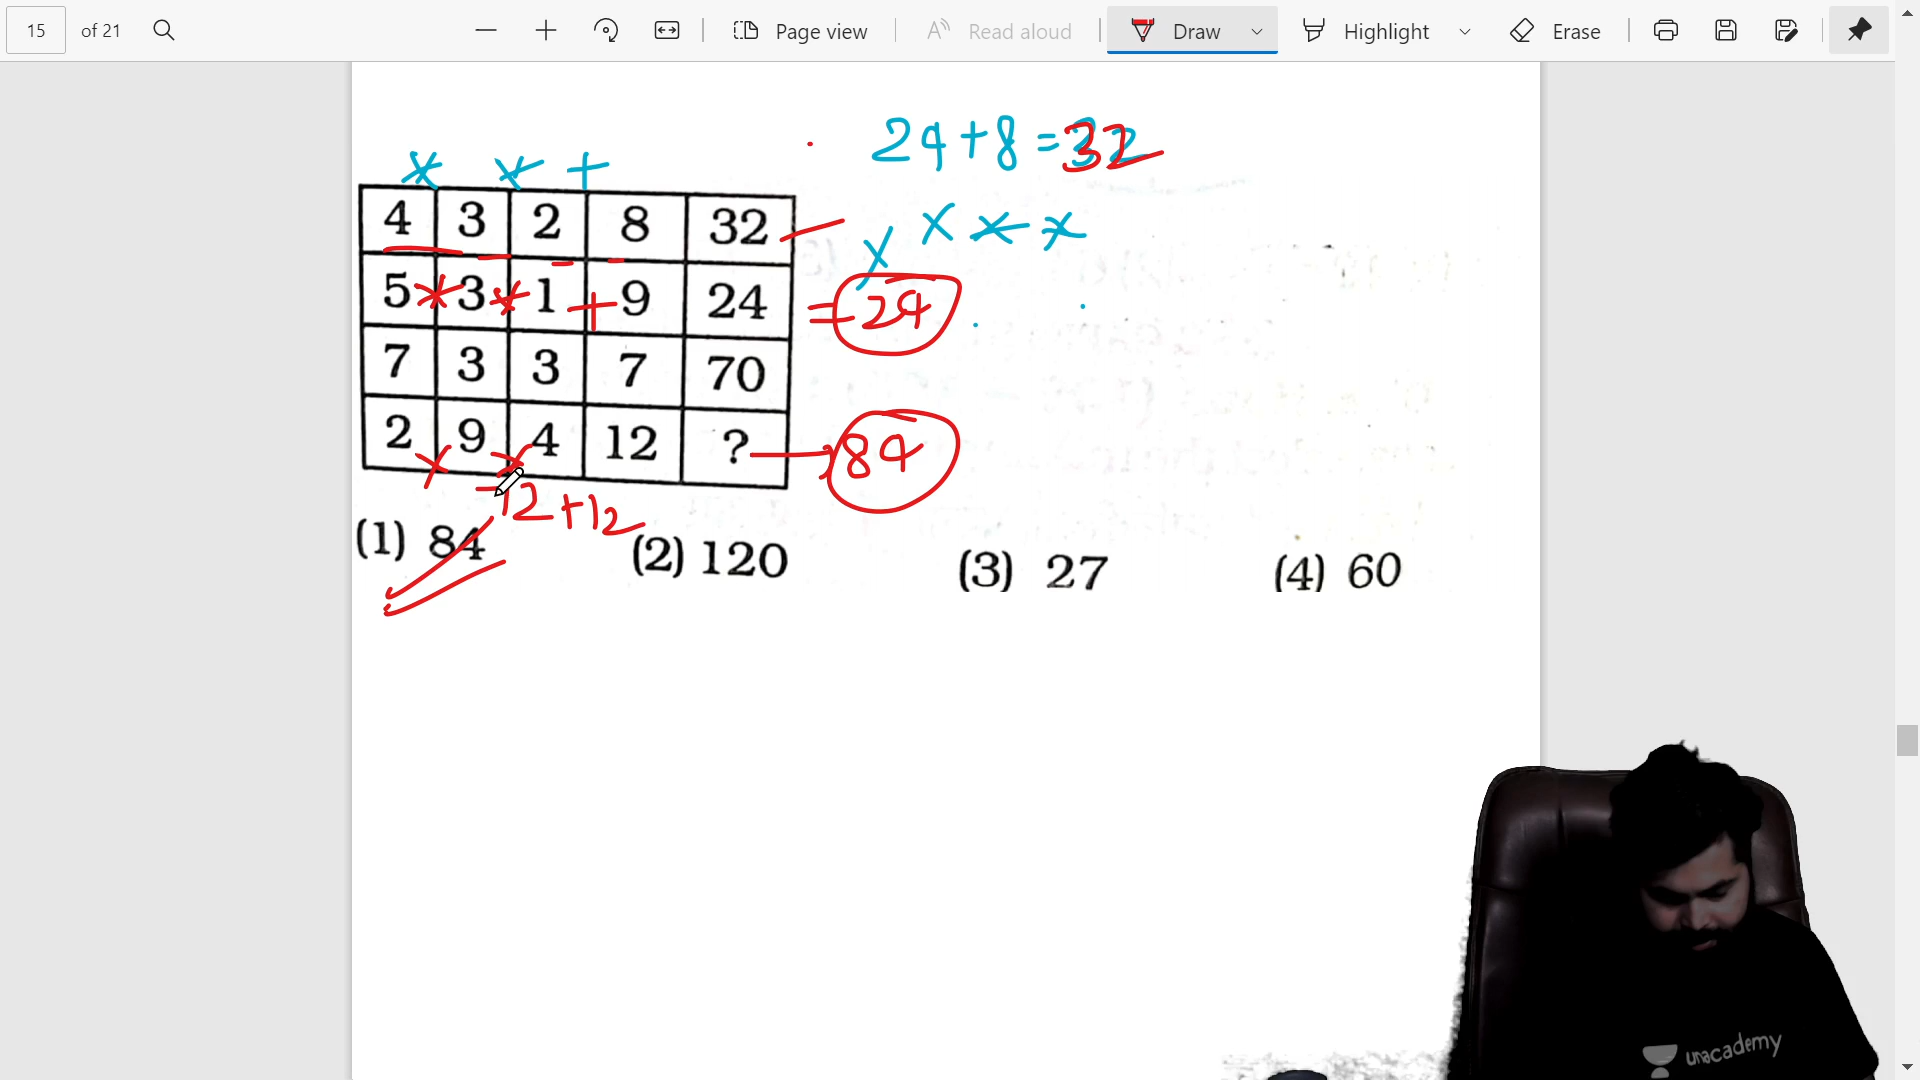 15 of 21 Page view Read aloud Draw Highlight Erase
24+8=32
* * +
x x * x
4 3 2 8 32
5 * 3 * 1 + 9 24 = 24
7 3 3 7 70
2 x 9 x 4 12 ? → 84
72+12
(1) 84 (2) 120 (3) 27 (4) 60
unacademy